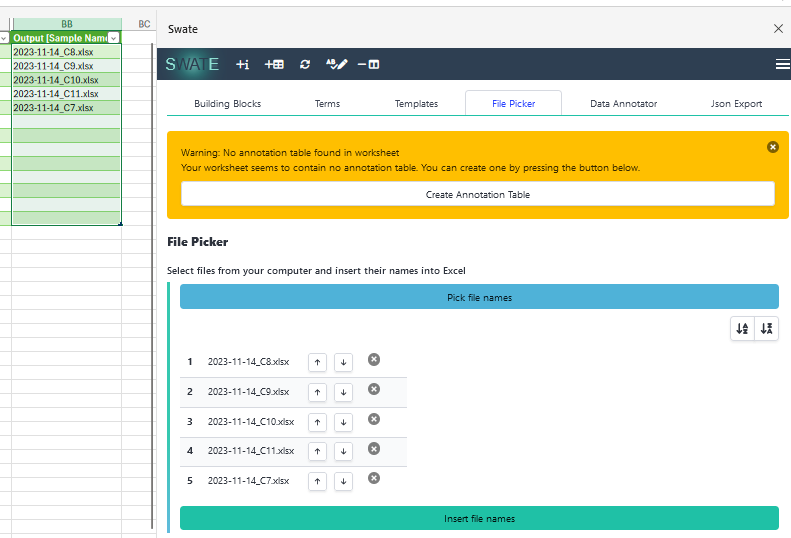 BB
BC
Output [Sample Name
2023-11-14_C8.xlsx
2023-11-14_C9.xlsx
2023-11-14_C10.xlsx
2023-11-14_C11.xlsx
2023-11-14_C7.xlsx
Swate
SWATE
Building Blocks
Terms
Templates
File Picker
Data Annotator
Json Export
Warning: No annotation table found in worksheet
Your worksheet seems to contain no annotation table. You can create one by pressing the button below.
Create Annotation Table
File Picker
Select files from your computer and insert their names into Excel
Pick file names
1 2023-11-14_C8.xlsx
2 2023-11-14_C9.xlsx
3 2023-11-14_C10.xlsx
4 2023-11-14_C11.xlsx
5 2023-11-14_C7.xlsx
Insert file names